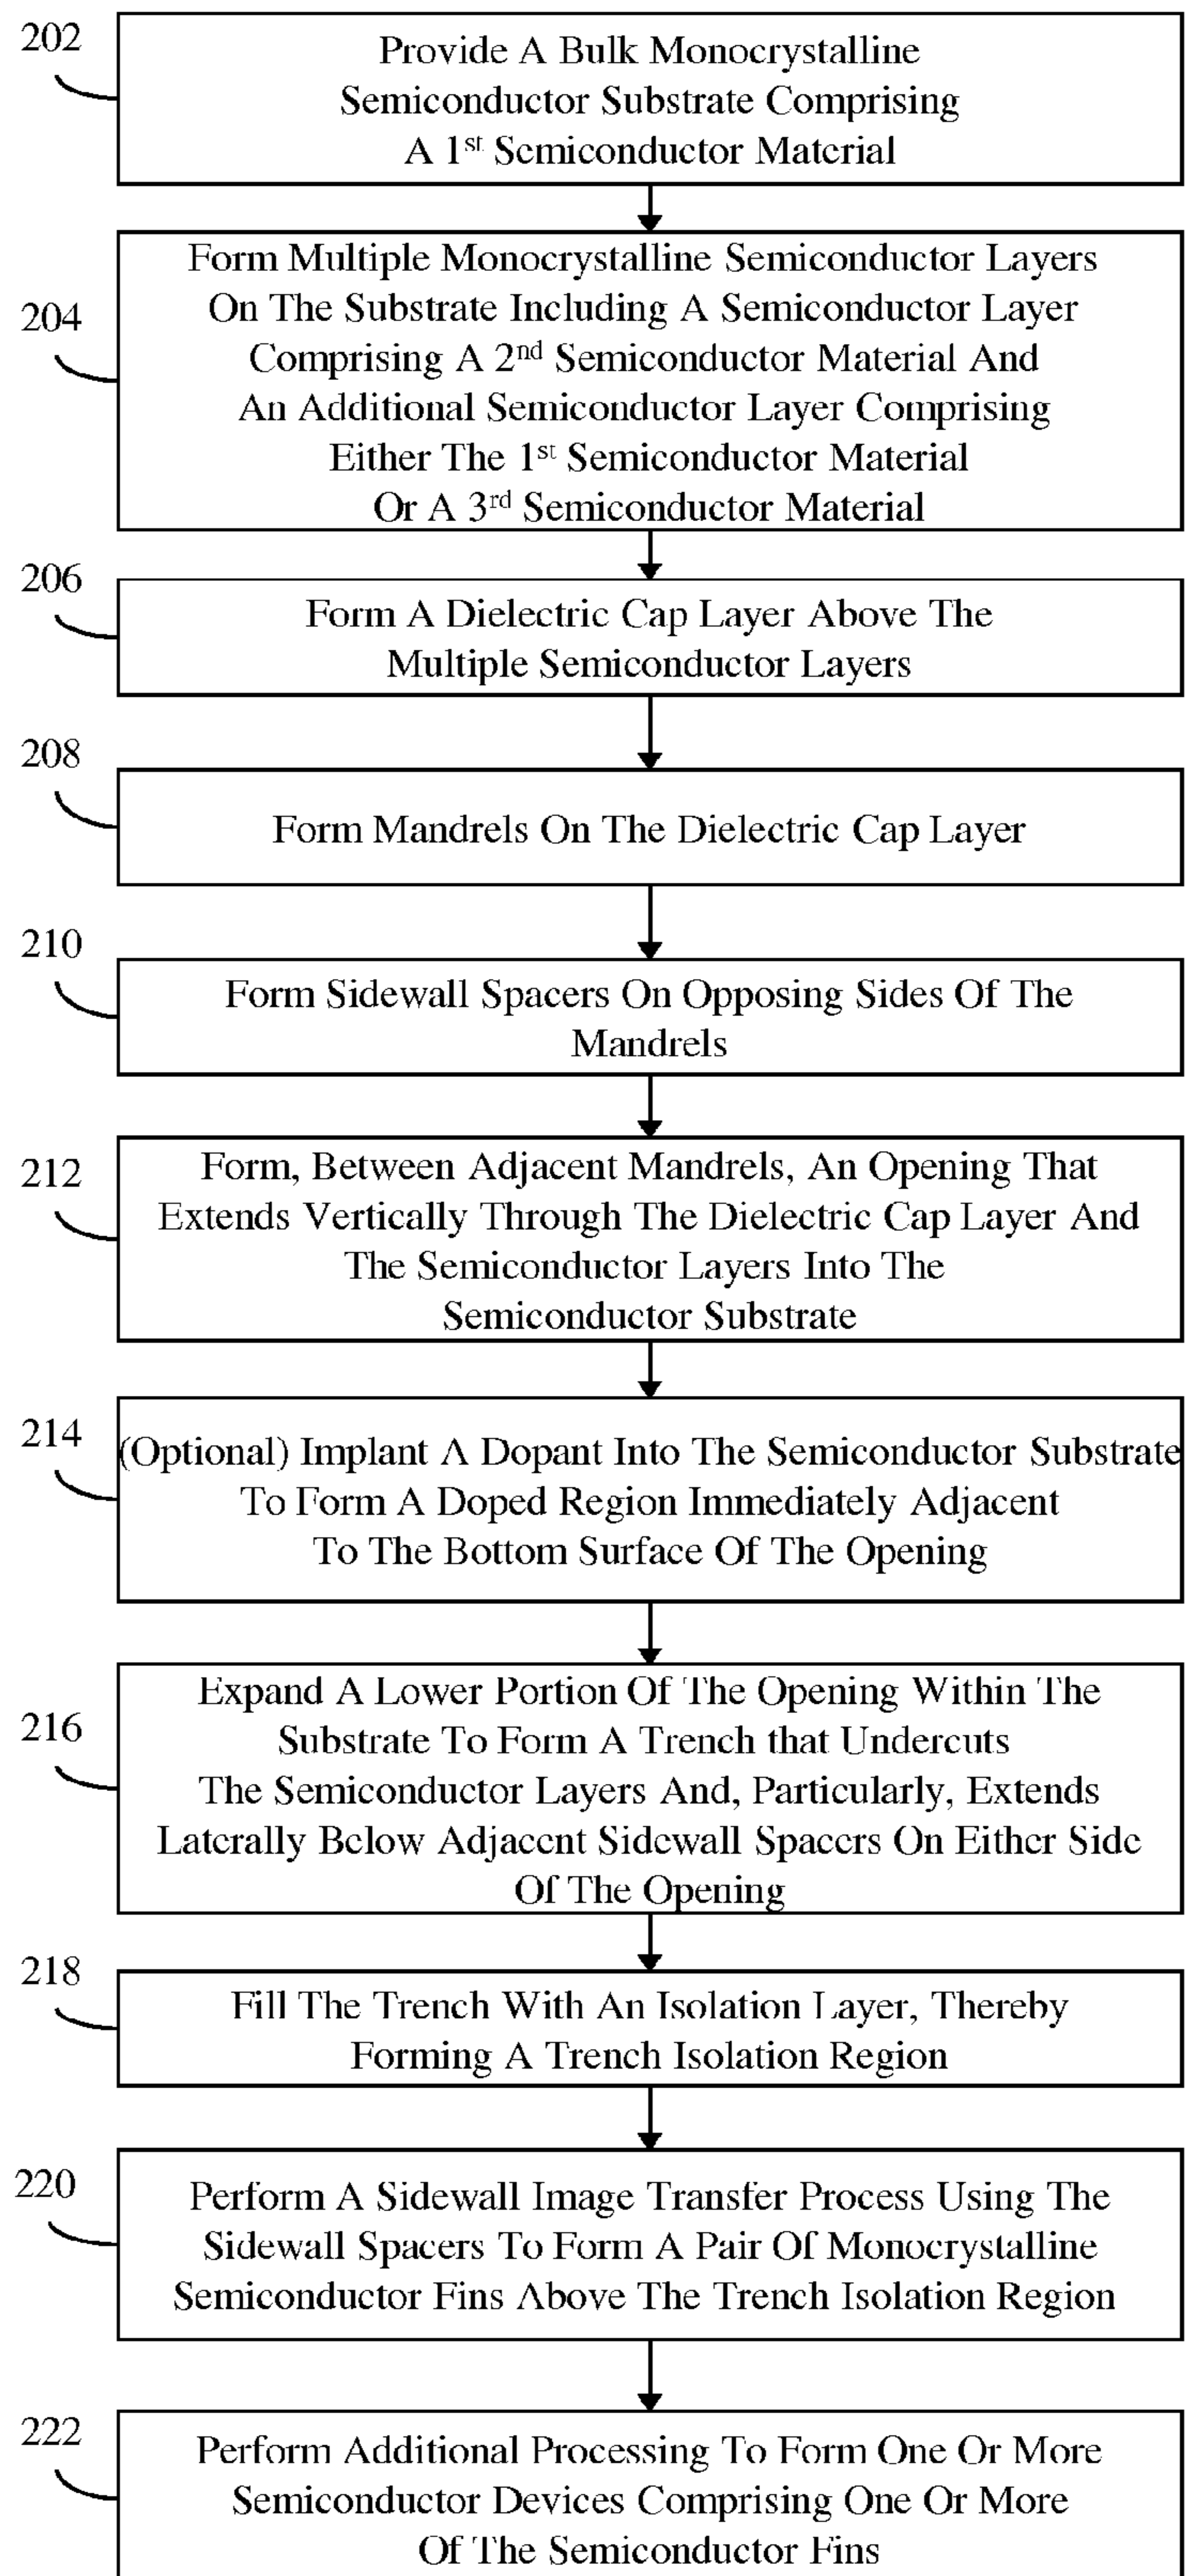 202
Provide A Bulk Monocrystalline
Semiconductor Substrate Comprising
A 1st Semiconductor Material
204
Form Multiple Monocrystalline Semiconductor Layers
On The Substrate Including A Semiconductor Layer
Comprising A 2nd Semiconductor Material And
An Additional Semiconductor Layer Comprising
Either The 1st Semiconductor Material
Or A 3rd Semiconductor Material
206
Form A Dielectric Cap Layer Above The
Multiple Semiconductor Layers
208
Form Mandrels On The Dielectric Cap Layer
210
Form Sidewall Spacers On Opposing Sides Of The
Mandrels
212
Form, Between Adjacent Mandrels, An Opening That
Extends Vertically Through The Dielectric Cap Layer And
The Semiconductor Layers Into The
Semiconductor Substrate
214
(Optional) Implant A Dopant Into The Semiconductor Substrate
To Form A Doped Region Immediately Adjacent
To The Bottom Surface Of The Opening
216
Expand A Lower Portion Of The Opening Within The
Substrate To Form A Trench that Undercuts
The Semiconductor Layers And, Particularly, Extends
Laterally Below Adjacent Sidewall Spacers On Either Side
Of The Opening
218
Fill The Trench With An Isolation Layer, Thereby
Forming A Trench Isolation Region
220
Perform A Sidewall Image Transfer Process Using The
Sidewall Spacers To Form A Pair Of Monocrystalline
Semiconductor Fins Above The Trench Isolation Region
222
Perform Additional Processing To Form One Or More
Semiconductor Devices Comprising One Or More
Of The Semiconductor Fins